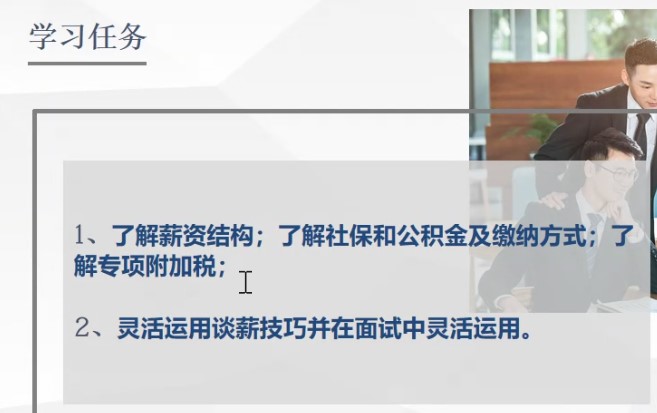 学习任务
1、了解薪资结构；了解社保和公积金及缴纳方式；了
解专项附加税；
2、灵活运用谈薪技巧并在面试中灵活运用。